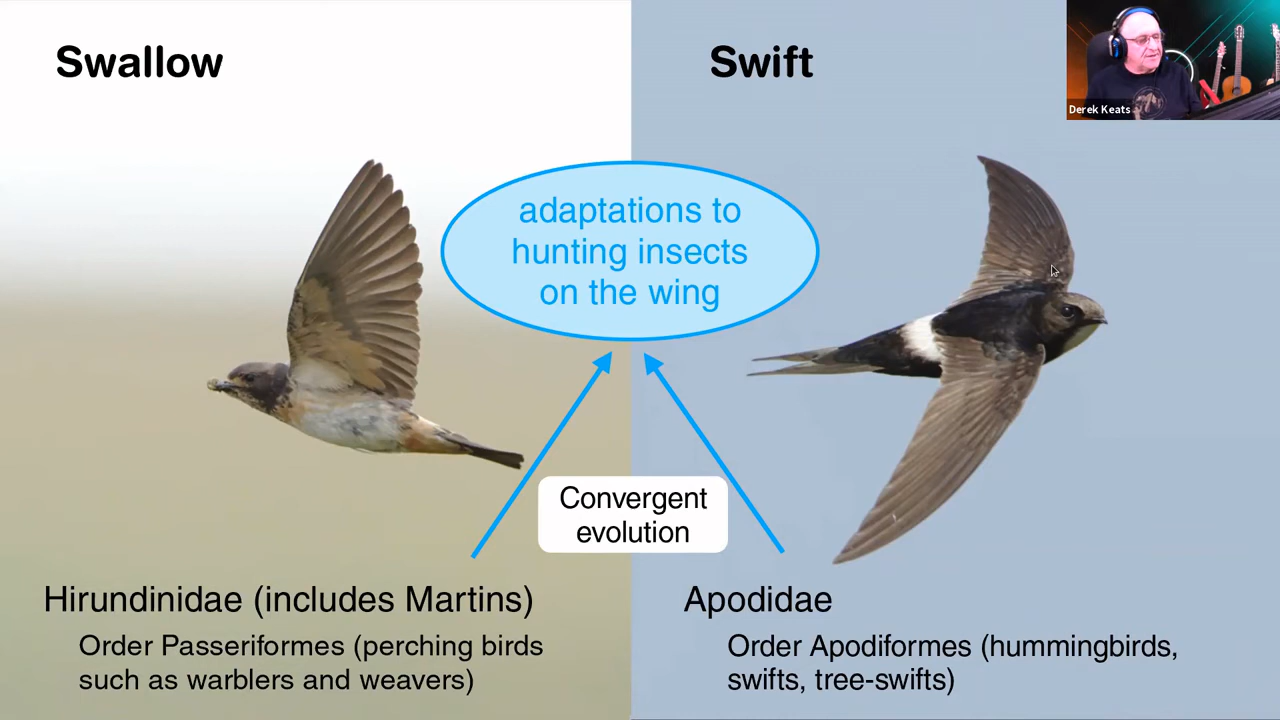 Swallow
Swift
Derek Keats
adaptations to
hunting insects
on the wing
Convergent
evolution
Hirundinidae (includes Martins)
Order Passeriformes (perching birds
such as warblers and weavers)
Apodidae
Order Apodiformes (hummingbirds,
swifts, tree-swifts)